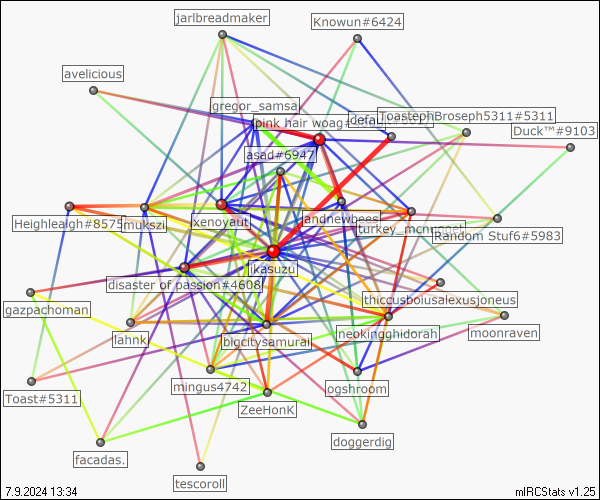 jarlbreadmaker
Knowun#6424
avelicious
gregor_samsa
pink hair woag#
defau
ToastephBroseph5311#5311
Duck™#9103
asad#6947
Heighleaigh#8575
mukszi
xenoyaut
andnewbees
turkey_mcnugget
Random Stuf6#5983
ikasuzu
disaster of passion#4608
thiccusboiusalexusjoneus
gazpachoman
lahnk
bigcitysamurai
neokingghidorah
moonraven
Toast#5311
mingus4742
ogshroom
ZeeHonK
doggerdig
facadas.
tescoroll
7.9.2024 13:34
mIRCStats v1.25